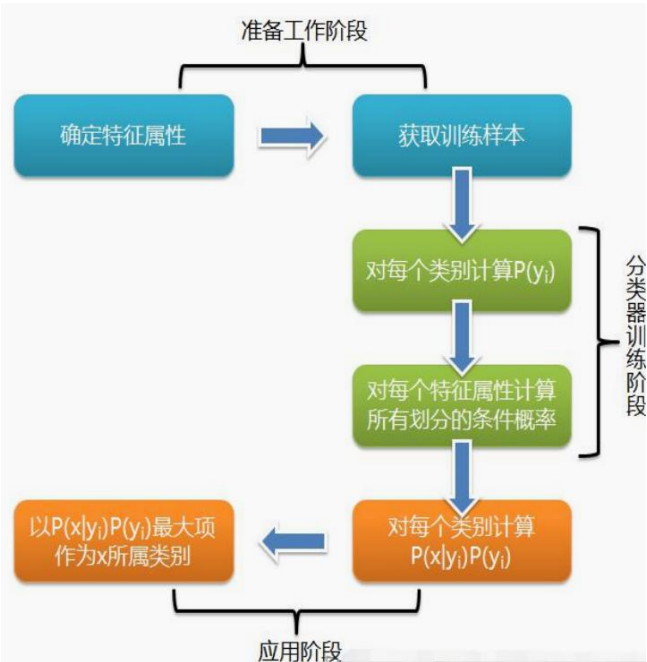 准备工作阶段
确定特征属性
获取训练样本
对每个类别计算P(yᵢ)
分类器训练阶段
对每个特征属性计算
所有划分的条件概率
以P(x|yᵢ)P(yᵢ)最大项
作为x所属类别
对每个类别计算
P(x|yᵢ)P(yᵢ)
应用阶段